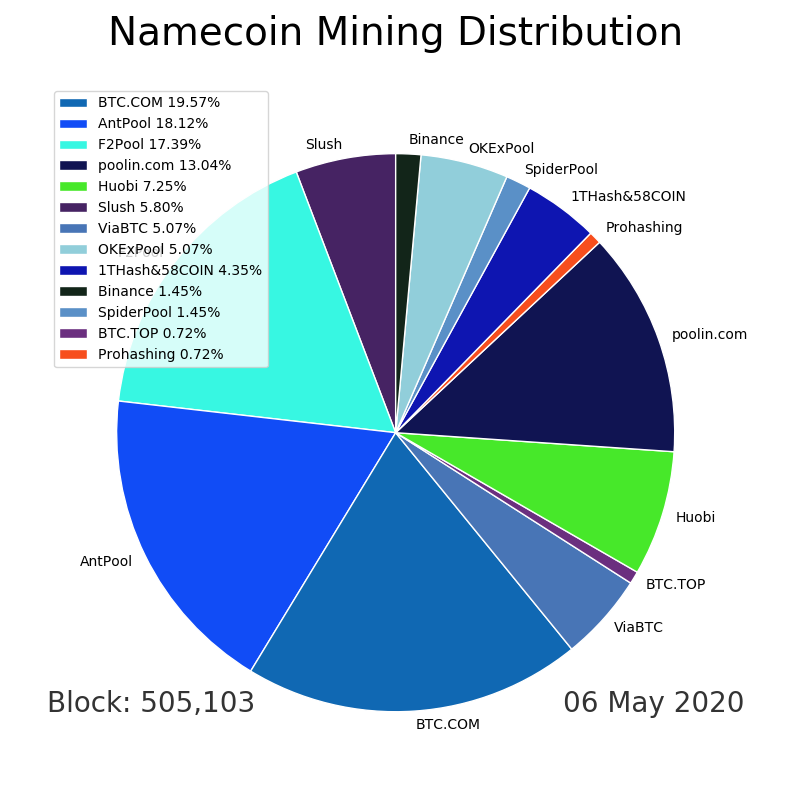 Namecoin Mining Distribution
BTC.COM 19.57%
AntPool 18.12%
F2Pool 17.39%
poolin.com 13.04%
Huobi 7.25%
Slush 5.80%
ViaBTC 5.07%
OKExPool 5.07%
1THash&58COIN 4.35%
Binance 1.45%
SpiderPool 1.45%
BTC.TOP 0.72%
Prohashing 0.72%
Slush
Binance
OKExPool
SpiderPool
1THash&58COIN
Prohashing
poolin.com
F2Pool
Huobi
AntPool
BTC.TOP
ViaBTC
BTC.COM
Block: 505,103
06 May 2020